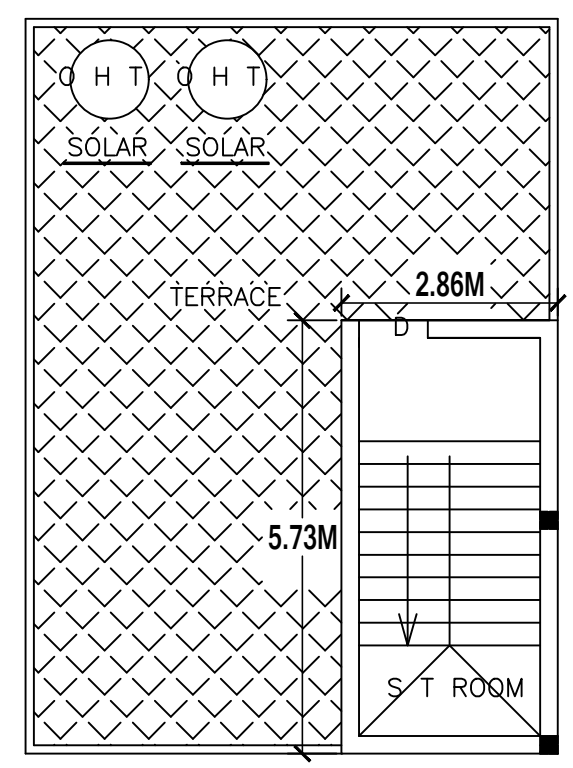 O H T O H T
SOLAR SOLAR
2.86M
TERRACE
D
5.73M
S T ROOM